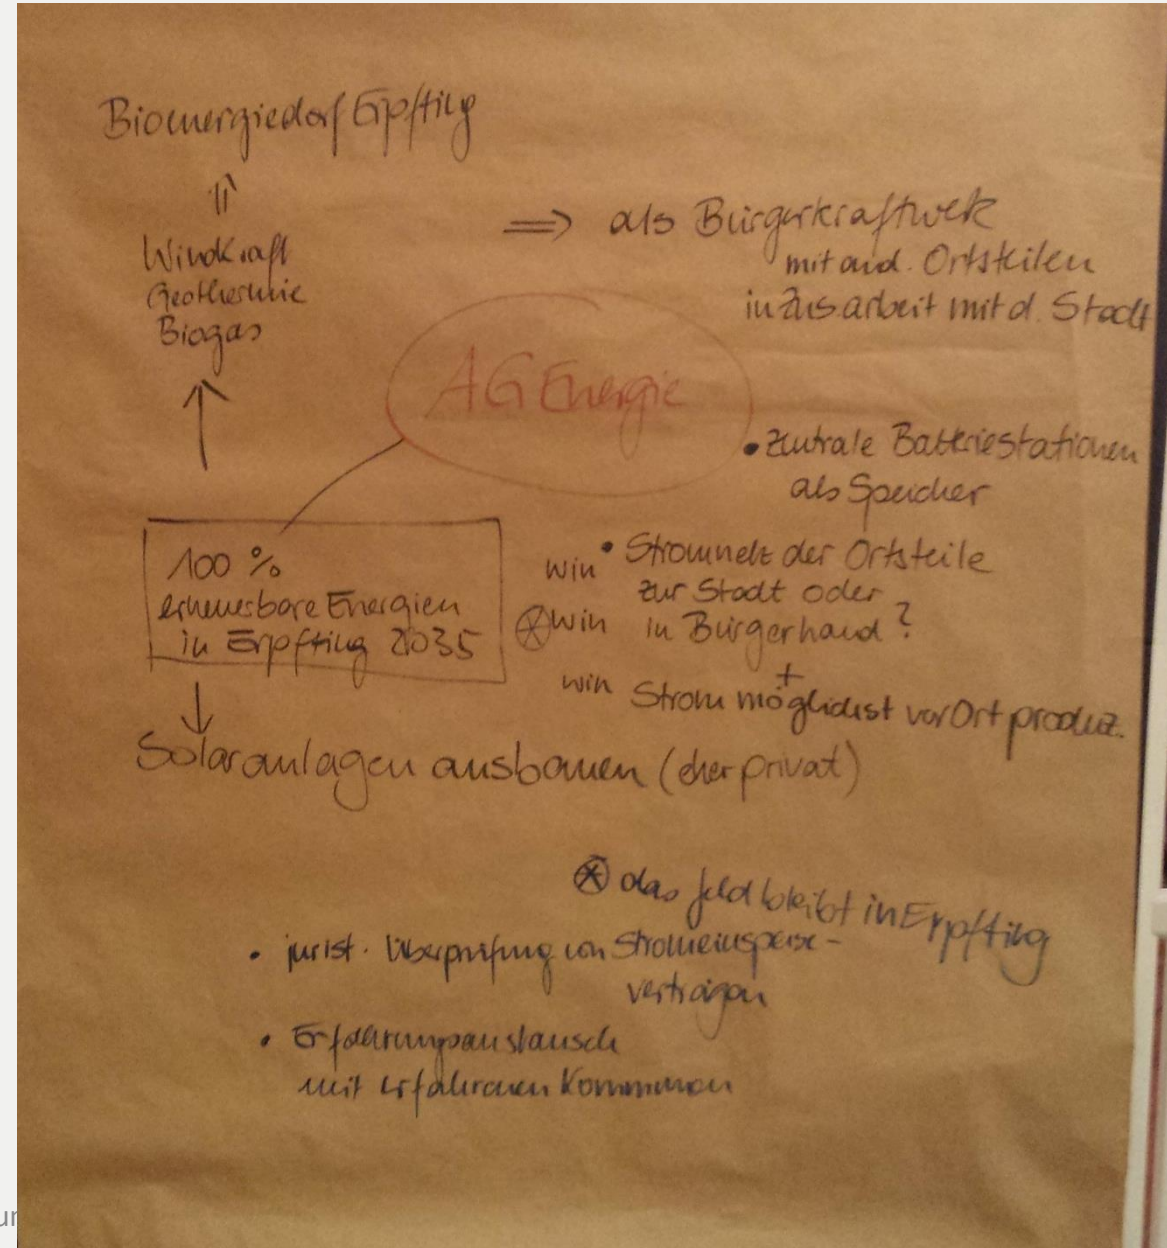 Bioenergiedorf Erpfting
⇑
Windkraft
Geothermie
Biogas
⇒ als Bürgerkraftwerk
mit and. Ortsteilen
in Zus.arbeit mit d. Stadt
AG Energie
• zentrale Batteriestationen
als Speicher
100 %
erneuerbare Energien
in Erpfting 2035
win • Stromnetz der Ortsteile
zur Stadt oder
⊛ win in Bürgerhand?
+
win Strom möglichst vor Ort produz.
Solaranlagen ausbauen (eher privat)
⊛ das Geld bleibt in Erpfting
• jurist. Überprüfung von Stromeinspeise-
verträgen
• Erfahrungsaustausch
mit erfahrenen Kommunen
ur